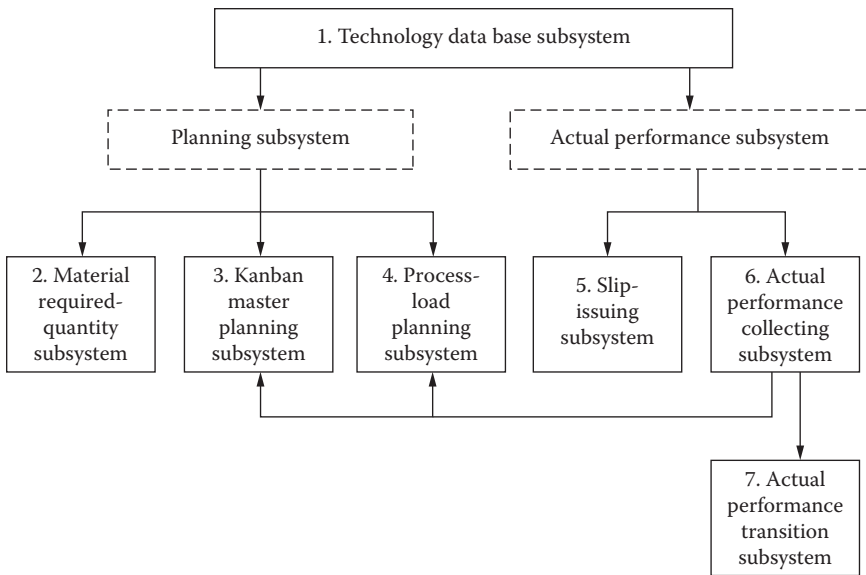 1. Technology data base subsystem
Planning subsystem
Actual performance subsystem
2. Material
required-
quantity
subsystem
3. Kanban
master
planning
subsystem
4. Process-
load
planning
subsystem
5. Slip-
issuing
subsystem
6. Actual
performance
collecting
subsystem
7. Actual
performance
transition
subsystem